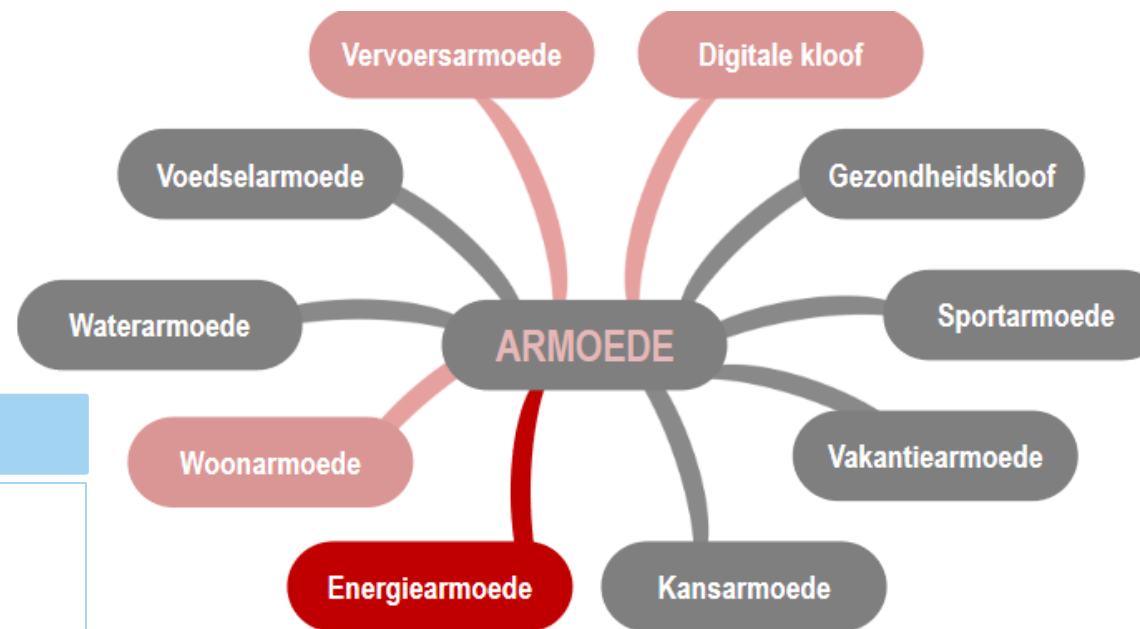 Vervoersarmoede
Digitale kloof
Voedselarmoede
Gezondheidskloof
Waterarmoede
Sportarmoede
ARMOEDE
Woonarmoede
Vakantiearmoede
Energiearmoede
Kansarmoede